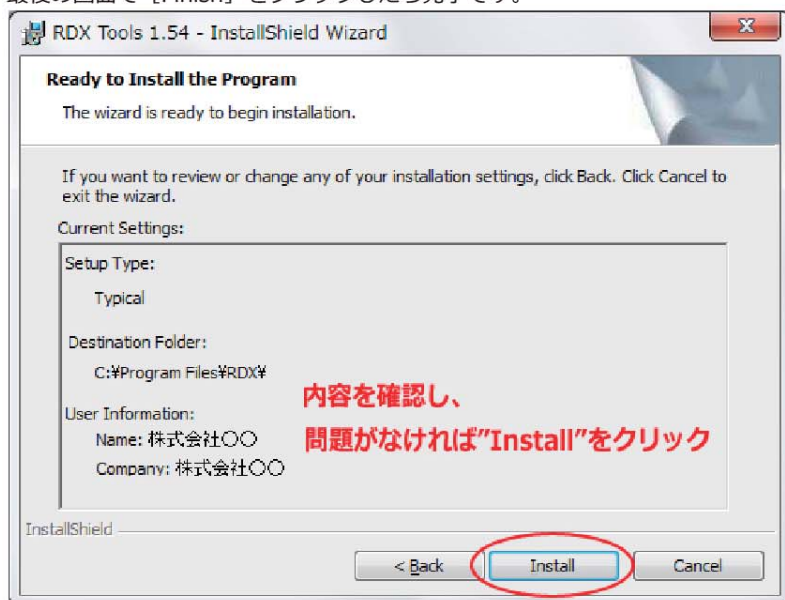 最後の画面で［Finish］をクリックしたら完了です。
RDX Tools 1.54 - InstallShield Wizard
Ready to Install the Program
The wizard is ready to begin installation.
If you want to review or change any of your installation settings, click Back. Click Cancel to
exit the wizard.
Current Settings:
Setup Type:
Typical
Destination Folder:
C:¥Program Files¥RDX¥
内容を確認し、
User Information:
Name: 株式会社〇〇
問題がなければ”Install”をクリック
Company: 株式会社〇〇
InstallShield
< Back
Install
Cancel